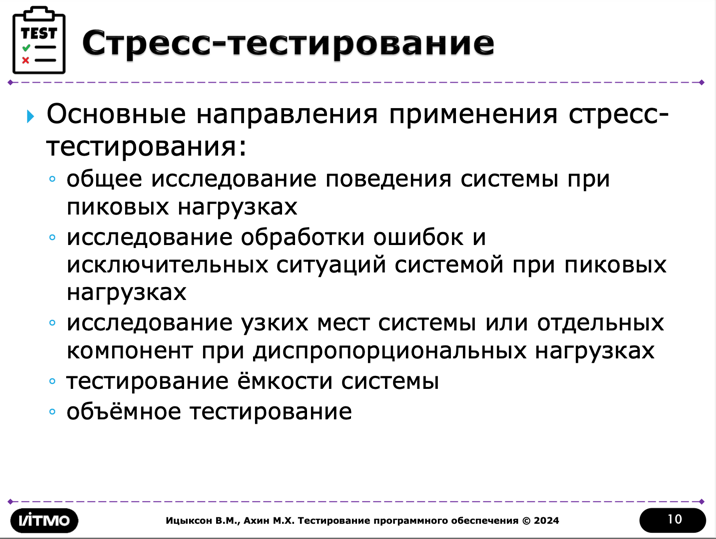 TEST
Стресс-тестирование
Основные направления применения стресс-
тестирования:
общее исследование поведения системы при
пиковых нагрузках
исследование обработки ошибок и
исключительных ситуаций системой при пиковых
нагрузках
исследование узких мест системы или отдельных
компонент при диспропорциональных нагрузках
тестирование ёмкости системы
объёмное тестирование
ИТМО
Ицыксон В.М., Ахин М.Х. Тестирование программного обеспечения © 2024
10